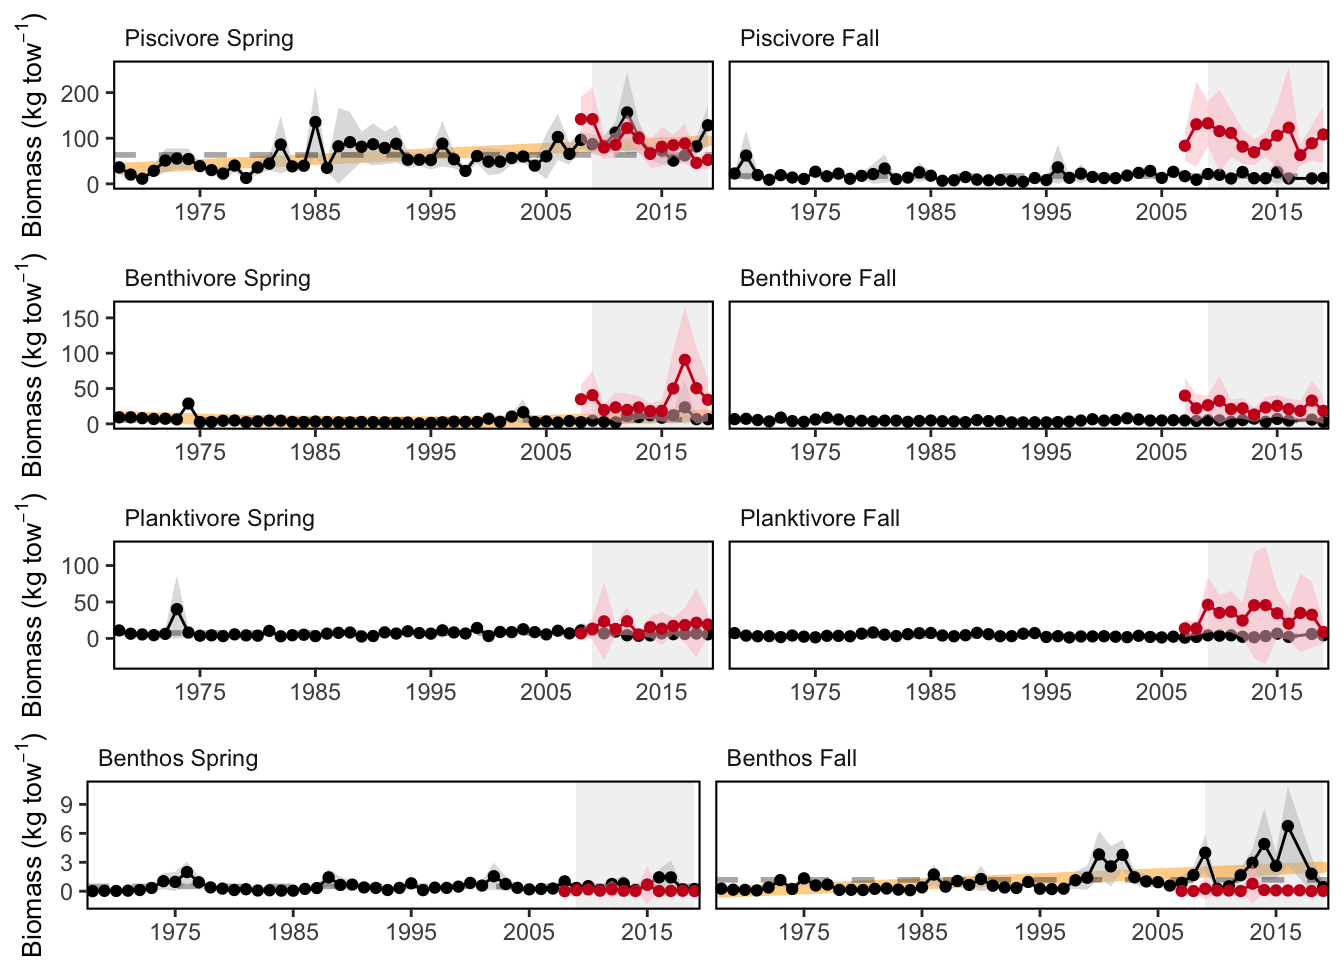 Piscivore Spring
Piscivore Fall
Biomass (kg tow⁻¹)
200
100
0
1975 1985 1995 2005 2015
1975 1985 1995 2005 2015
Benthivore Spring
Benthivore Fall
Biomass (kg tow⁻¹)
150
100
50
0
1975 1985 1995 2005 2015
1975 1985 1995 2005 2015
Planktivore Spring
Planktivore Fall
Biomass (kg tow⁻¹)
100
50
0
1975 1985 1995 2005 2015
1975 1985 1995 2005 2015
Benthos Spring
Benthos Fall
Biomass (kg tow⁻¹)
9
6
3
0
1975 1985 1995 2005 2015
1975 1985 1995 2005 2015